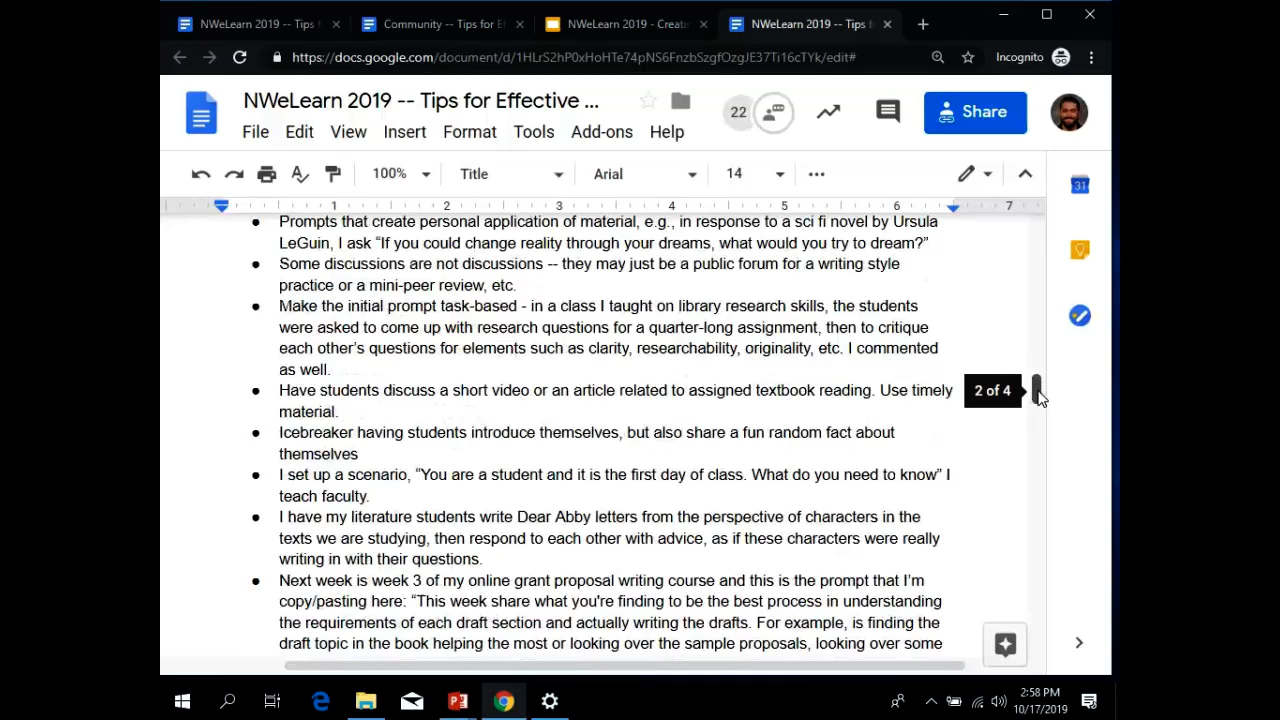 NWeLearn 2019 -- Tips f
Community -- Tips for E
NWeLearn 2019 - Creati
NWeLearn 2019 -- Tips f
https://docs.google.com/document/d/1HLrS2hP0xHoHTe74pNS6FnzbSzgfOzgJE37Ti16cTYk/edit#
Incognito
NWeLearn 2019 -- Tips for Effective ...
22
Share
File Edit View Insert Format Tools Add-ons Help
100% Title Arial 14
1 2 3 4 5 6 7
31
Prompts that create personal application of material, e.g., in response to a sci fi novel by Ursula
LeGuin, I ask “If you could change reality through your dreams, what would you try to dream?”
Some discussions are not discussions -- they may just be a public forum for a writing style
practice or a mini-peer review, etc.
Make the initial prompt task-based - in a class I taught on library research skills, the students
were asked to come up with research questions for a quarter-long assignment, then to critique
each other’s questions for elements such as clarity, researchability, originality, etc. I commented
as well.
Have students discuss a short video or an article related to assigned textbook reading. Use timely
material.
2 of 4
Icebreaker having students introduce themselves, but also share a fun random fact about
themselves
I set up a scenario, “You are a student and it is the first day of class. What do you need to know” I
teach faculty.
I have my literature students write Dear Abby letters from the perspective of characters in the
texts we are studying, then respond to each other with advice, as if these characters were really
writing in with their questions.
Next week is week 3 of my online grant proposal writing course and this is the prompt that I’m
copy/pasting here: “This week share what you're finding to be the best process in understanding
the requirements of each draft section and actually writing the drafts. For example, is finding the
draft topic in the book helping the most or looking over the sample proposals, looking over some
2:58 PM
10/17/2019